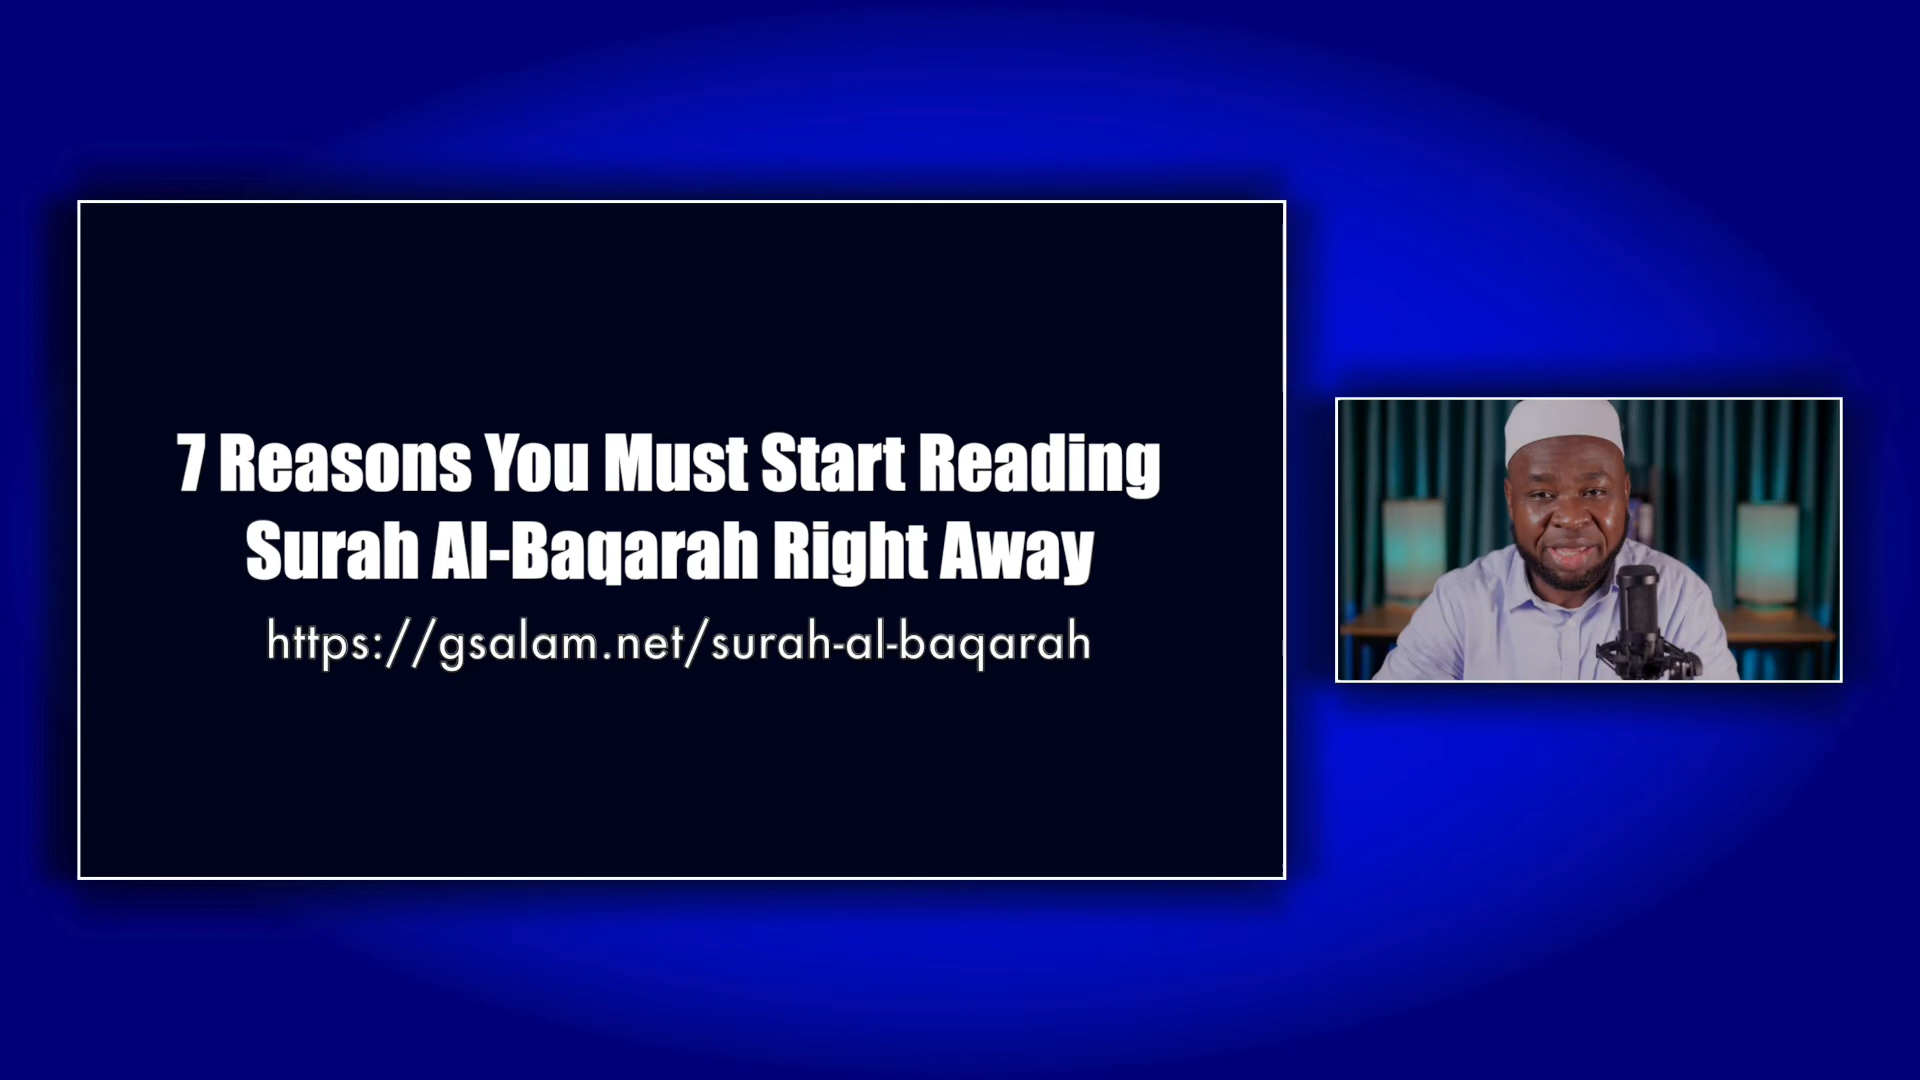 7 Reasons You Must Start Reading
Surah Al-Baqarah Right Away
https://gsalam.net/surah-al-baqarah